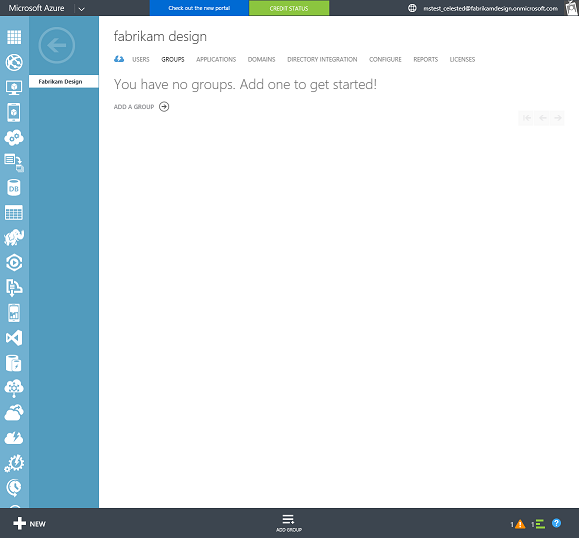 Microsoft Azure
Check out the new portal
CREDIT STATUS
mstest_celested@fabrikamdesign.onmicrosoft.com
Fabrikam Design
fabrikam design
USERS GROUPS APPLICATIONS DOMAINS DIRECTORY INTEGRATION CONFIGURE REPORTS LICENSES
You have no groups. Add one to get started!
ADD A GROUP
DB
NEW
ADD GROUP
1
1
?